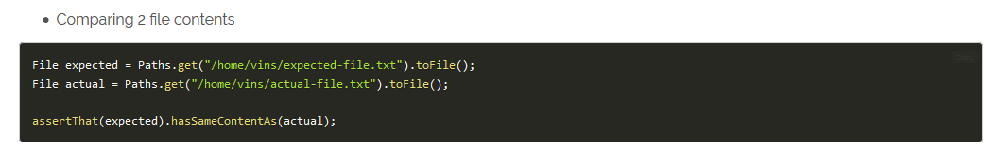 Comparing 2 file contents
Copy
File expected = Paths.get("/home/vins/expected-file.txt").toFile();
File actual = Paths.get("/home/vins/actual-file.txt").toFile();
assertThat(expected).hasSameContentAs(actual);